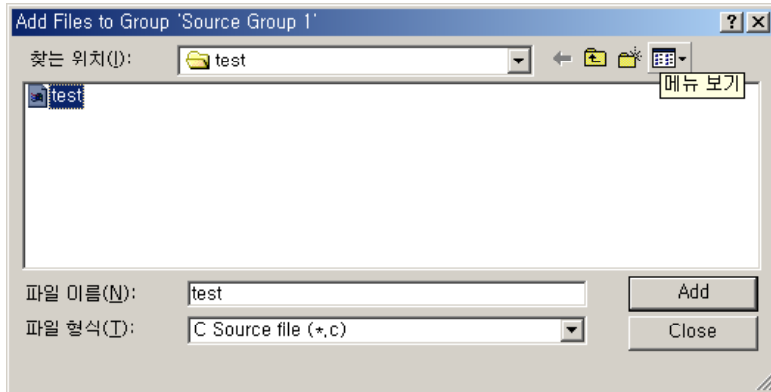 Add Files to Group 'Source Group 1'
찾는 위치(I): test
메뉴 보기
test
파일 이름(N): test Add
파일 형식(T): C Source file (*.c) Close